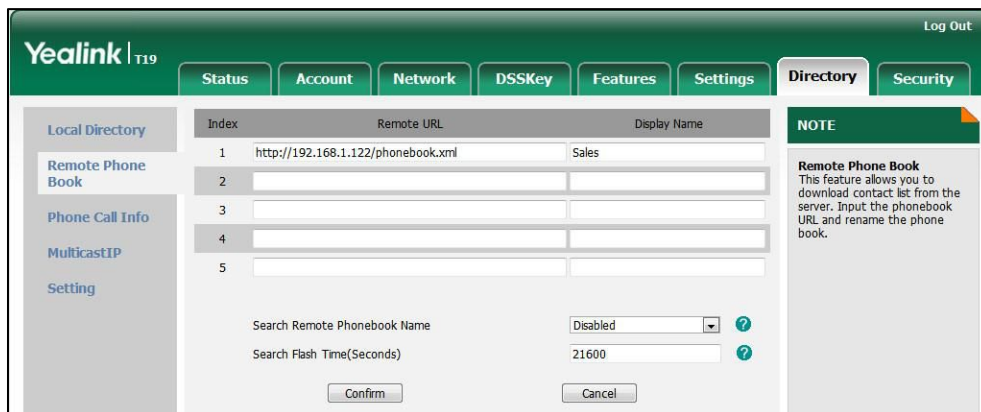 Log Out
Yealink T19
Status Account Network DSSKey Features Settings Directory Security
Local Directory
Remote Phone
Book
Phone Call Info
MulticastIP
Setting
Index Remote URL Display Name
1 http://192.168.1.122/phonebook.xml Sales
2
3
4
5
Search Remote Phonebook Name Disabled ?
Search Flash Time(Seconds) 21600 ?
Confirm Cancel
NOTE
Remote Phone Book
This feature allows you to
download contact list from the
server. Input the phonebook
URL and rename the phone
book.